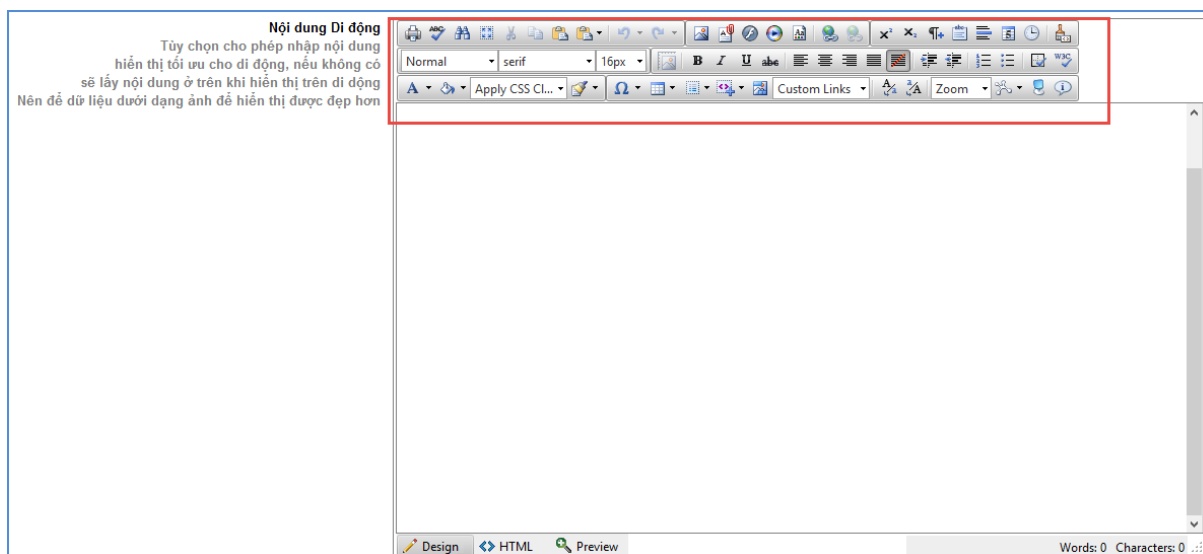 Nội dung Di động
Tùy chọn cho phép nhập nội dung
hiển thị tối ưu cho di động, nếu không có
sẽ lấy nội dung ở trên khi hiển thị trên di dộng
Nên để dữ liệu dưới dạng ảnh để hiển thị được đẹp hơn
Normal serif 16px B I U abc W3C
A Apply CSS Cl... Ω Custom Links Zoom
Design HTML Preview Words: 0 Characters: 0